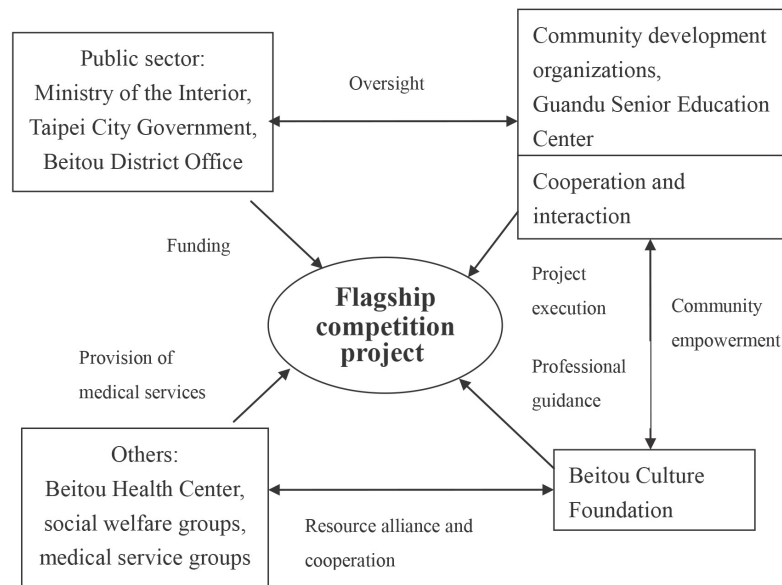 Public sector:
Ministry of the Interior,
Taipei City Government,
Beitou District Office
Oversight
Community development
organizations,
Guandu Senior Education
Center
Cooperation and
interaction
Funding
Flagship
competition
project
Project
execution
Community
empowerment
Provision of
medical services
Professional
guidance
Others:
Beitou Health Center,
social welfare groups,
medical service groups
Resource alliance and
cooperation
Beitou Culture
Foundation